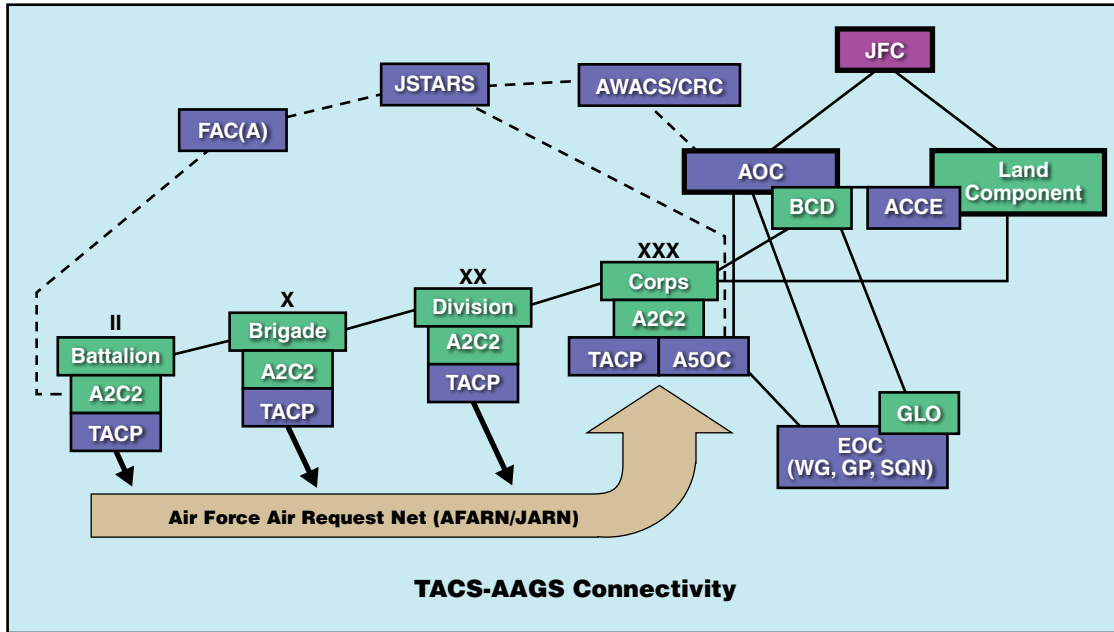 JFC
JSTARS
AWACS/CRC
FAC(A)
AOC
Land
Component
BCD
ACCE
XXX
Corps
A2C2
TACP
A5OC
XX
Division
A2C2
TACP
X
Brigade
A2C2
TACP
II
Battalion
A2C2
TACP
GLO
EOC
(WG, GP, SQN)
Air Force Air Request Net (AFARN/JARN)
TACS-AAGS Connectivity